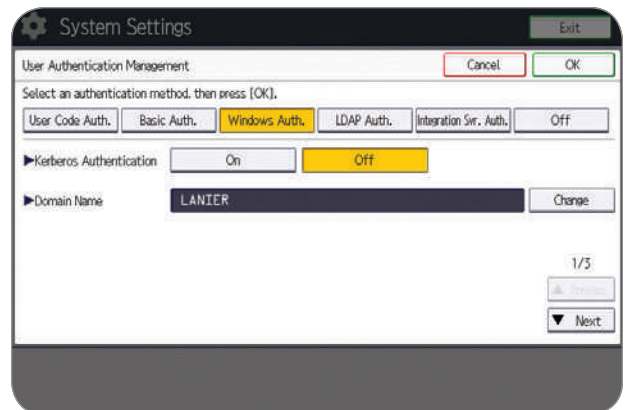 System Settings
Exit
User Authentication Management
Cancel
OK
Select an authentication method, then press [OK].
User Code Auth.
Basic Auth.
Windows Auth.
LDAP Auth.
Integration Svr. Auth.
Off
►Kerberos Authentication
On
Off
►Domain Name
LANIER
Change
1/3
▲ Previous
▼ Next